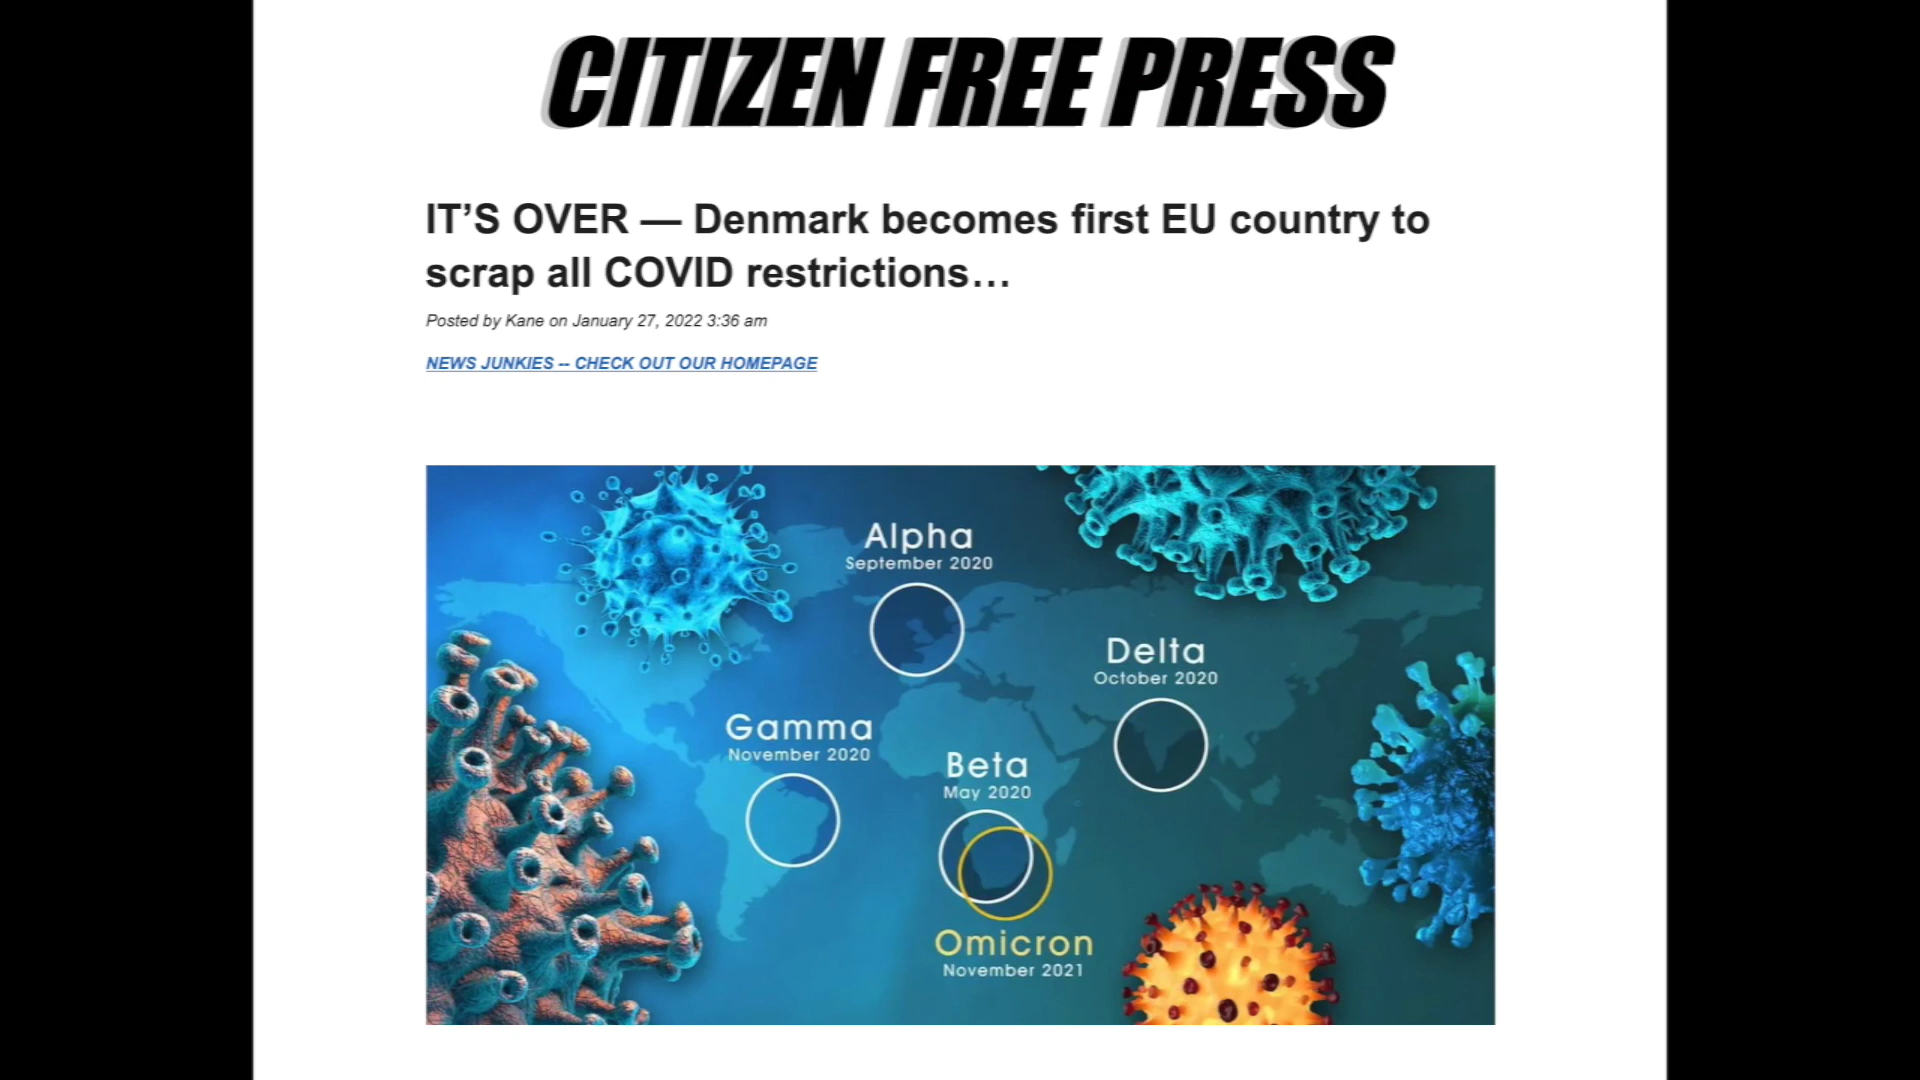 CITIZEN FREE PRESS
IT’S OVER — Denmark becomes first EU country to
scrap all COVID restrictions…
Posted by Kane on January 27, 2022 3:36 am
NEWS JUNKIES -- CHECK OUT OUR HOMEPAGE
Alpha
September 2020
Delta
October 2020
Gamma
November 2020
Beta
May 2020
Omicron
November 2021